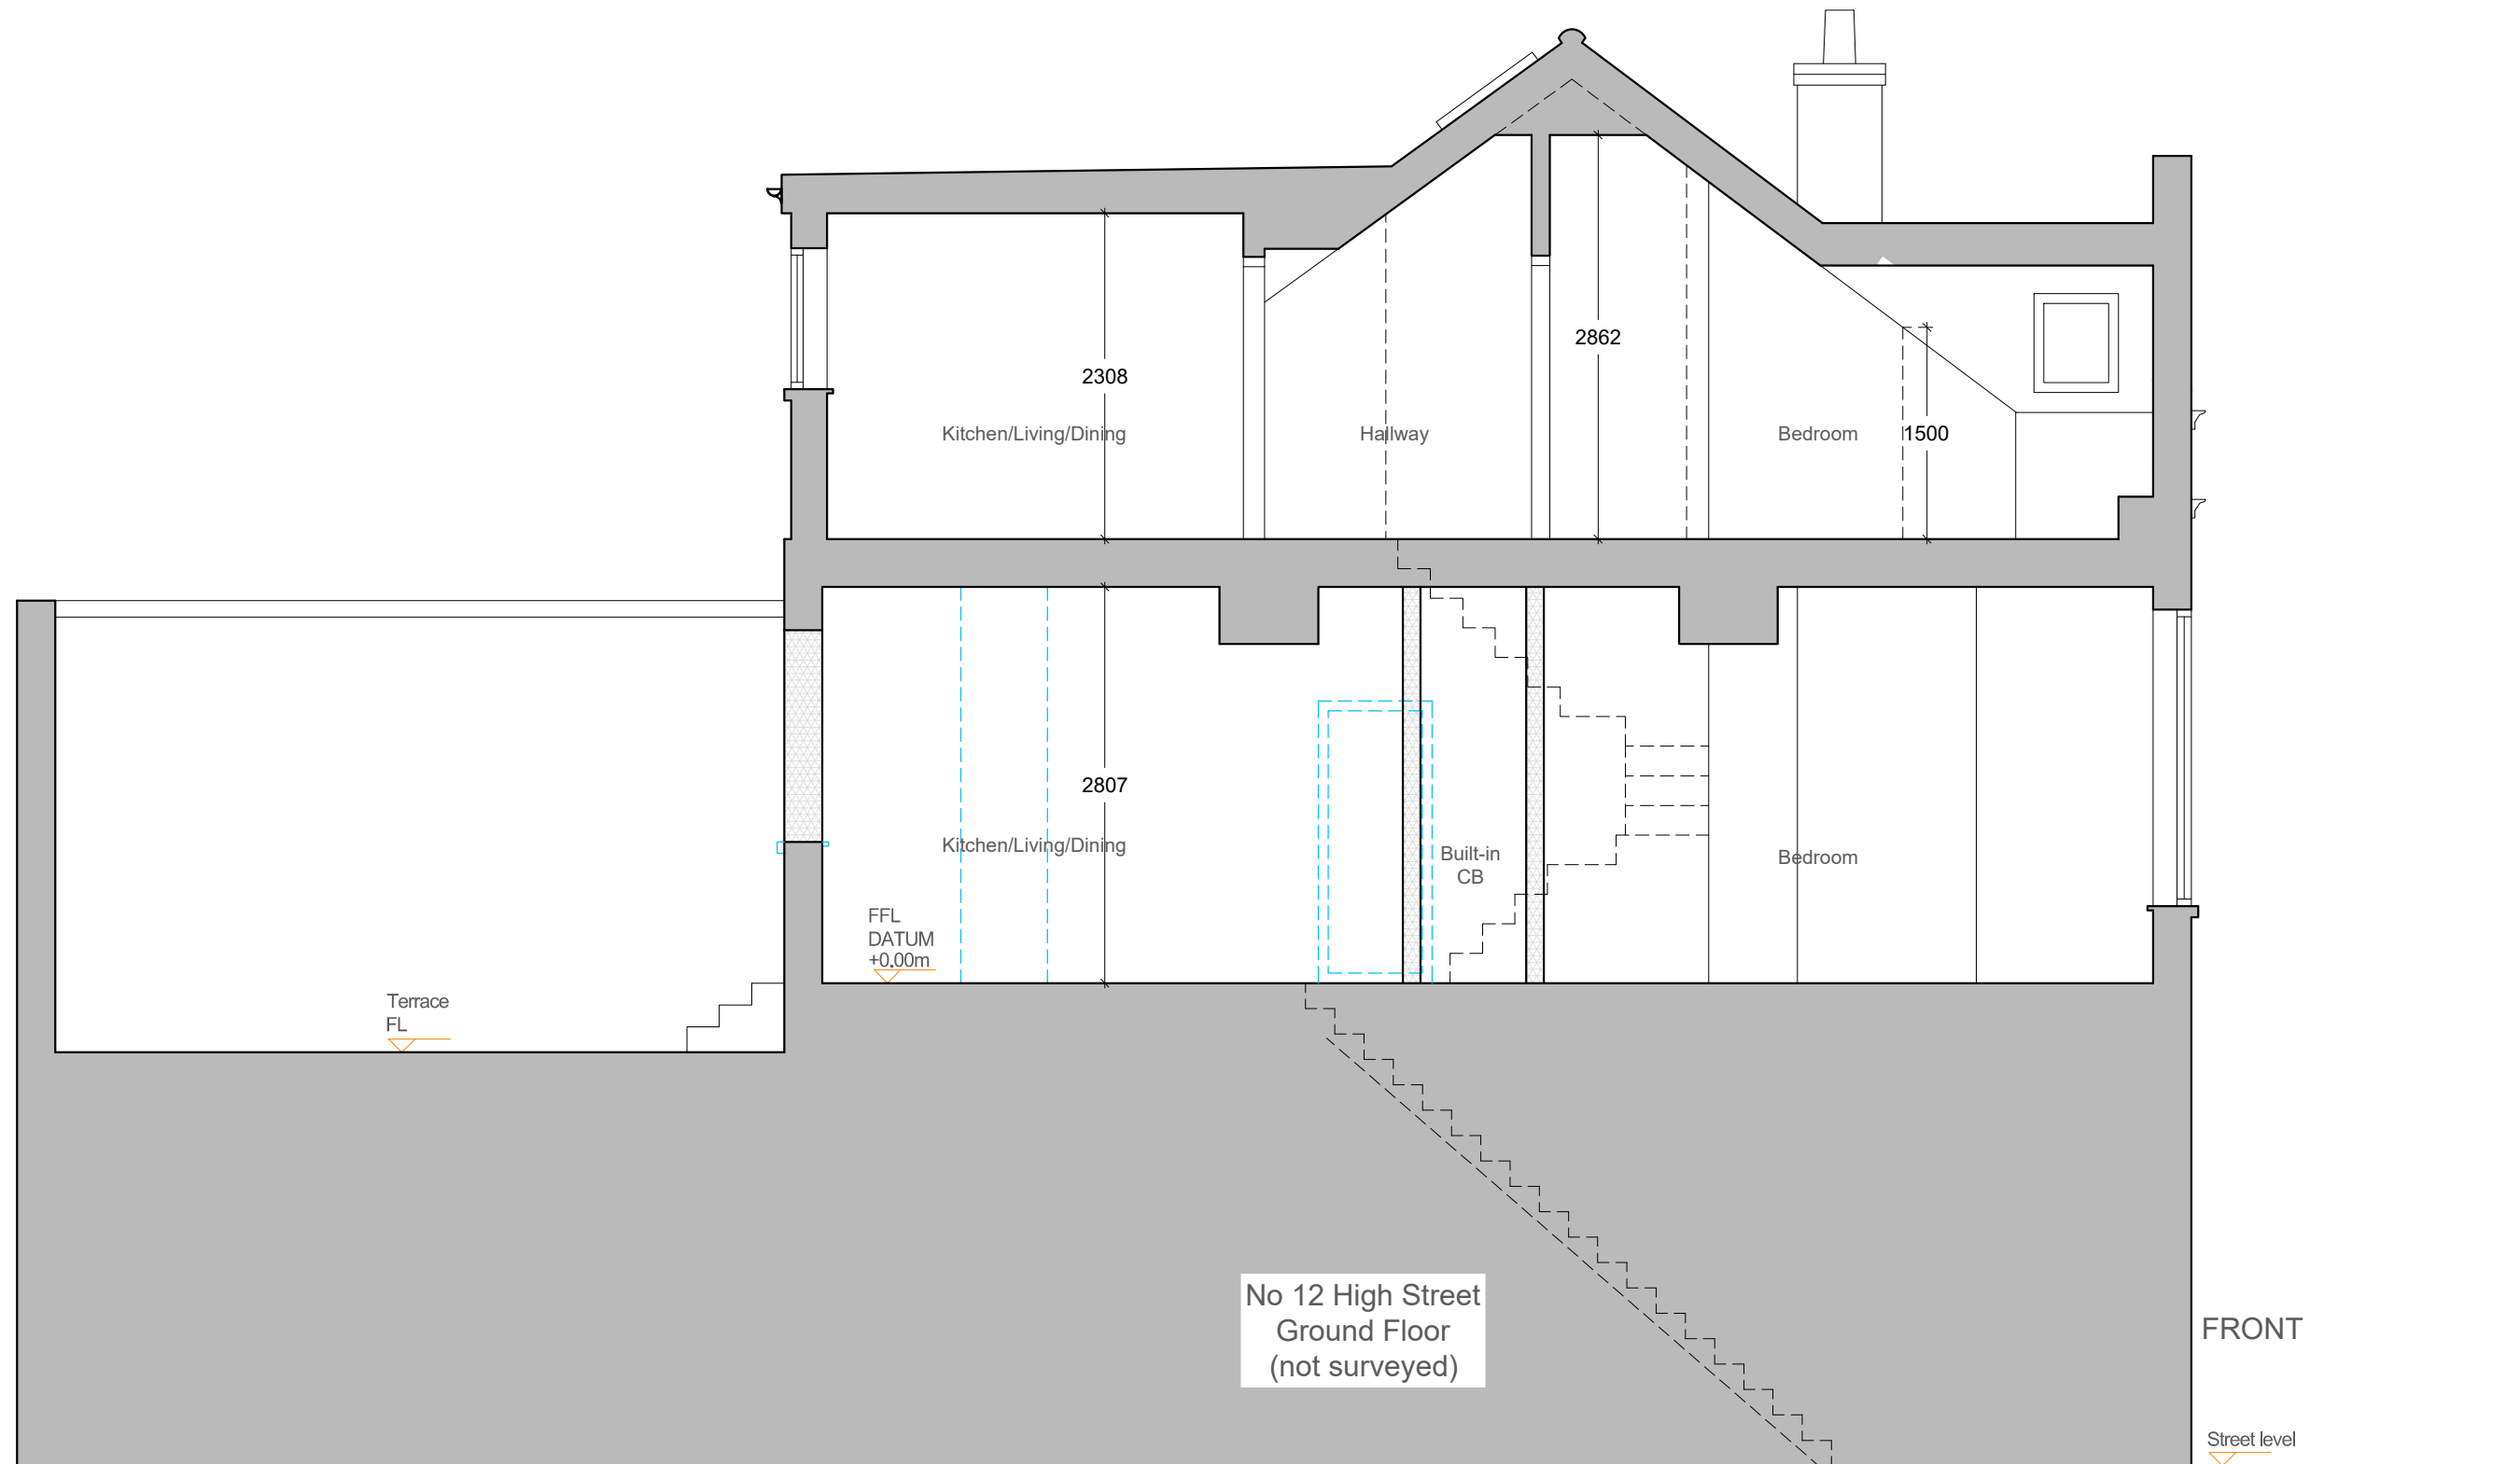 2862
2308
Kitchen/Living/Dining
Hallway
Bedroom
1500
2807
Kitchen/Living/Dining
Built-in
CB
Bedroom
FFL
DATUM
+0.00m
Terrace
FL
No 12 High Street
Ground Floor
(not surveyed)
FRONT
Street level